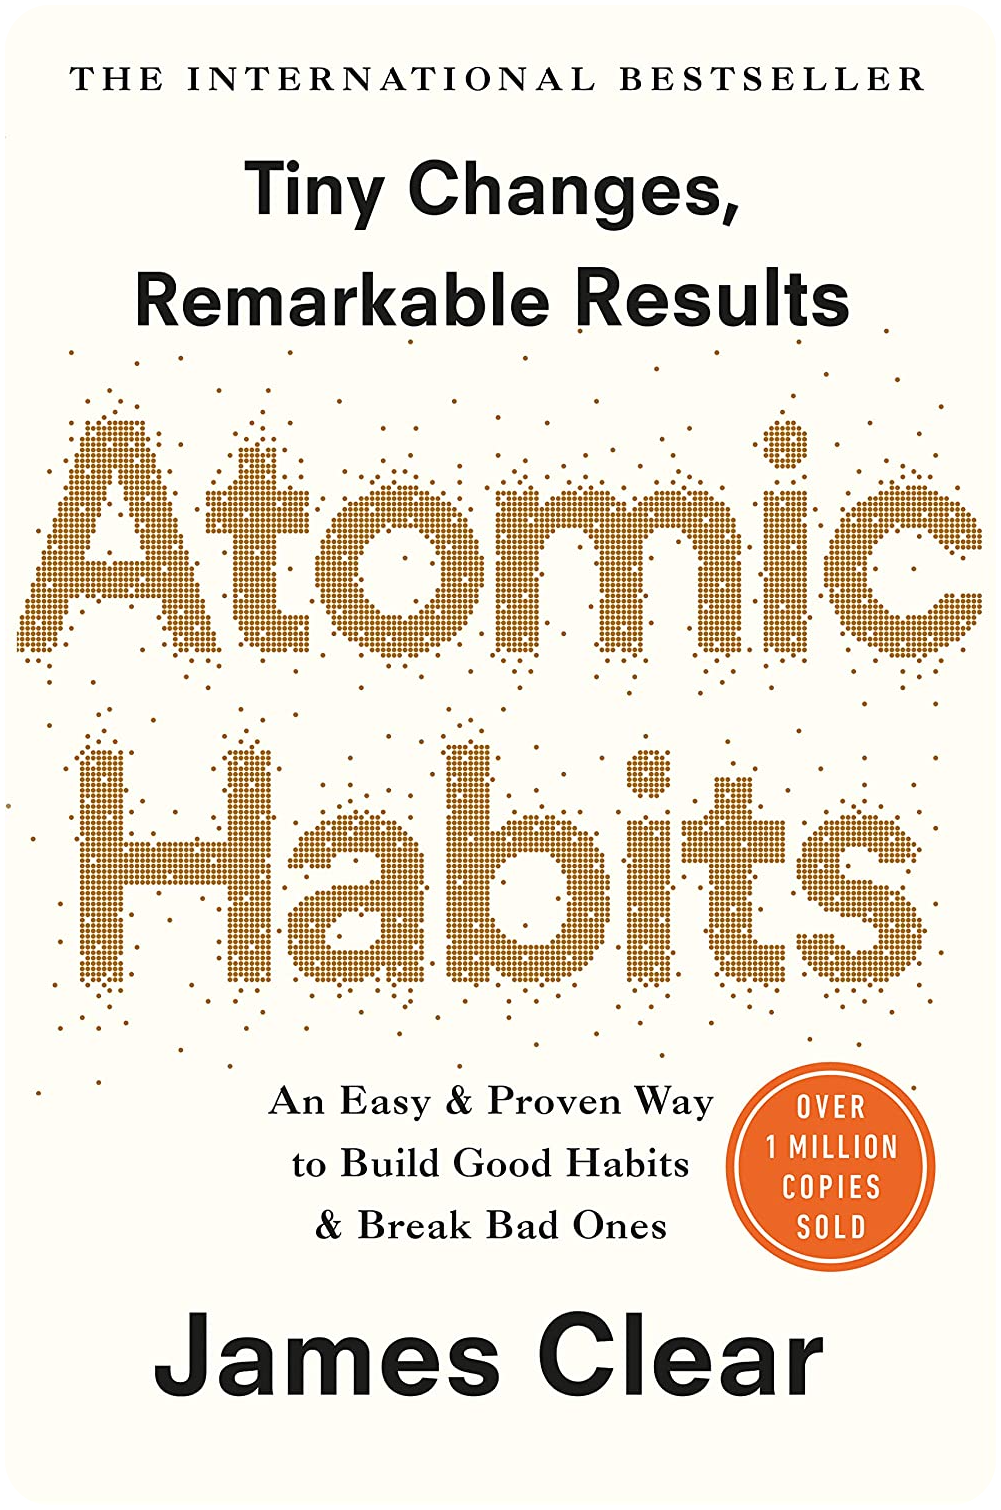 THE INTERNATIONAL BESTSELLER
Tiny Changes,
Remarkable Results
Atomic
Habits
An Easy & Proven Way
to Build Good Habits
& Break Bad Ones
OVER
1 MILLION
COPIES
SOLD
James Clear